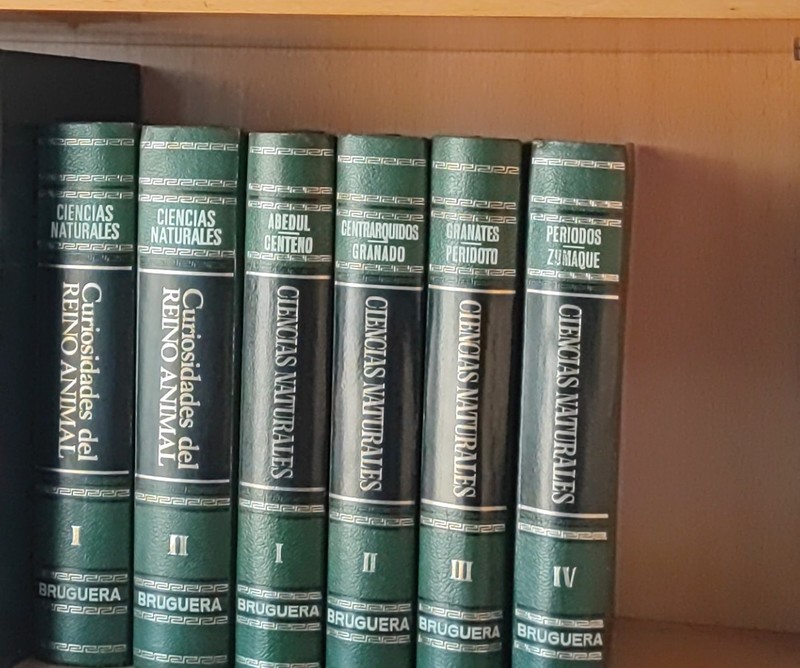 CIENCIAS
NATURALES
Curiosidades del
REINO ANIMAL
I
BRUGUERA
CIENCIAS
NATURALES
Curiosidades del
REINO ANIMAL
II
BRUGUERA
ABEDUL
CENTENO
CIENCIAS NATURALES
I
BRUGUERA
CENTRARQUIDOS
GRANADO
CIENCIAS NATURALES
II
BRUGUERA
GRANATES
PERIDOTO
CIENCIAS NATURALES
III
BRUGUERA
PERIODOS
ZUMAQUE
CIENCIAS NATURALES
IV
BRUGUERA